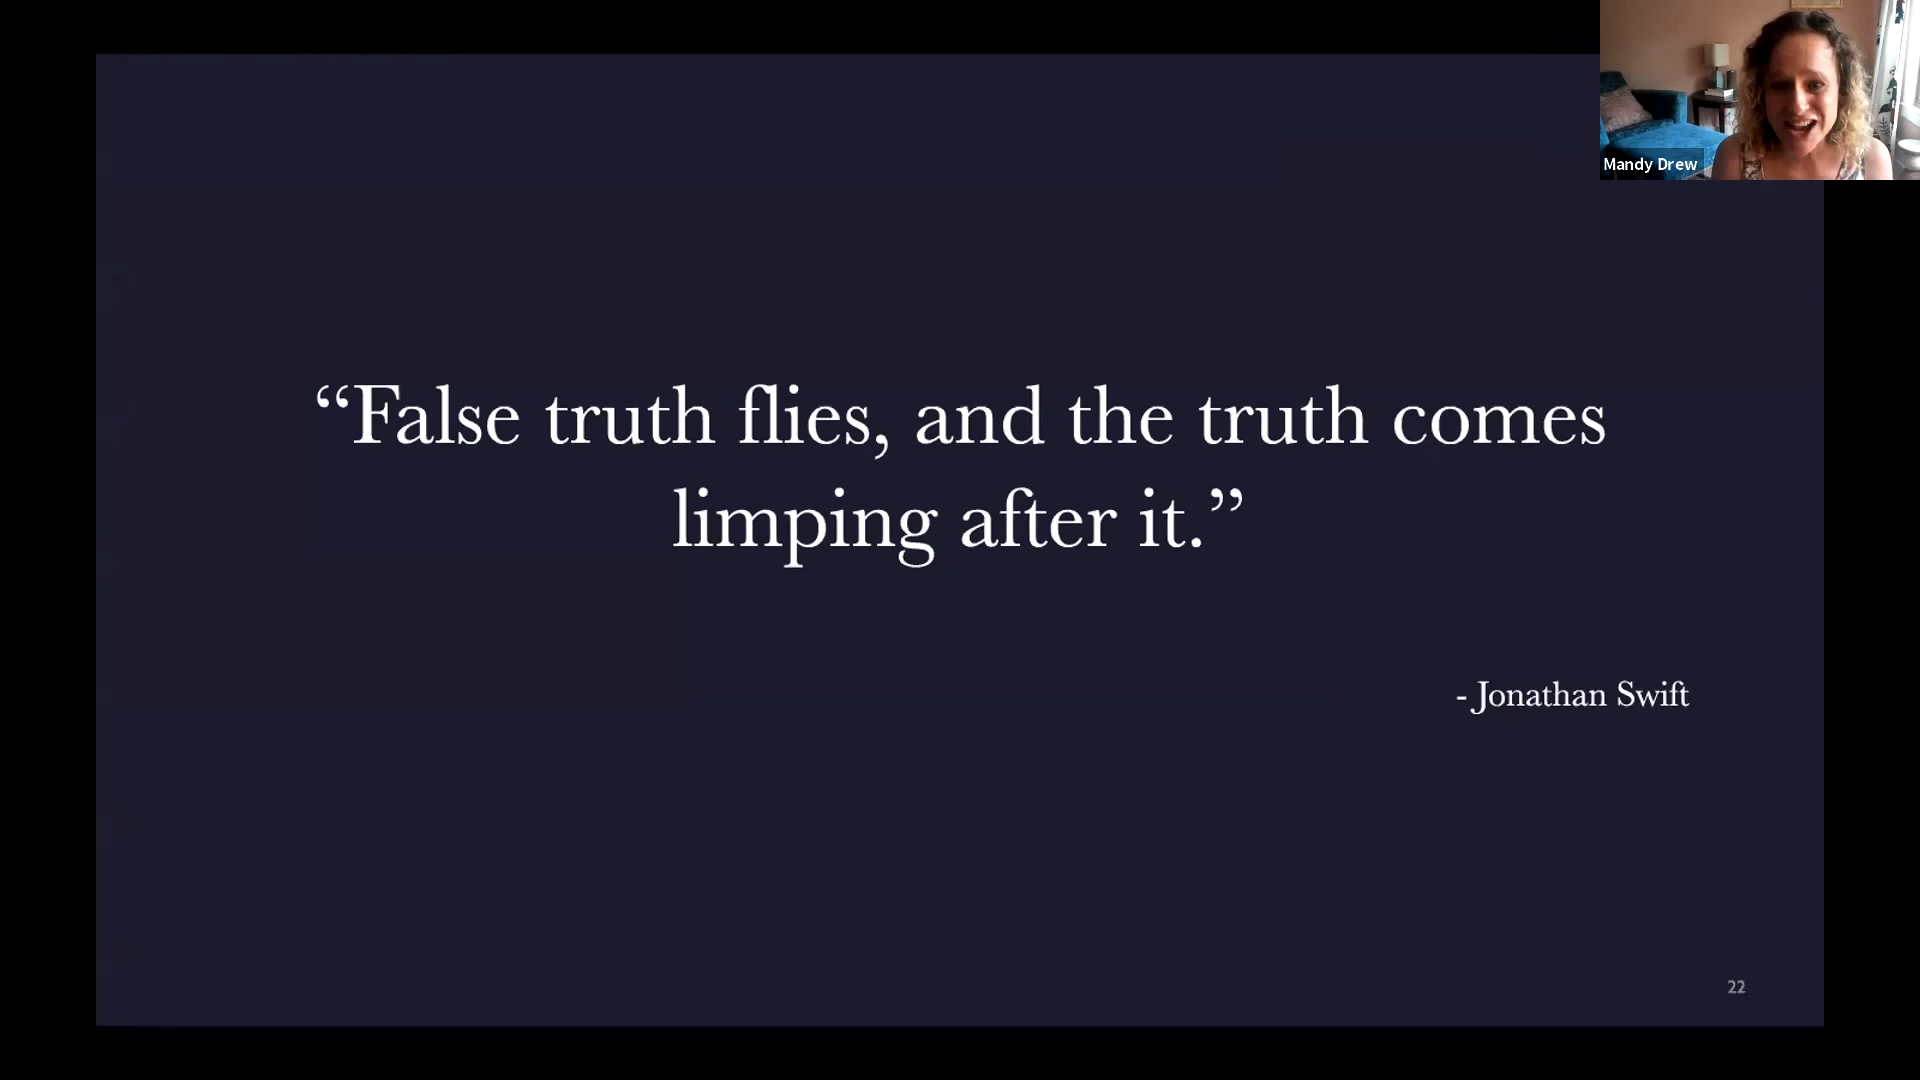 Mandy Drew
“False truth flies, and the truth comes
limping after it.”
- Jonathan Swift
22